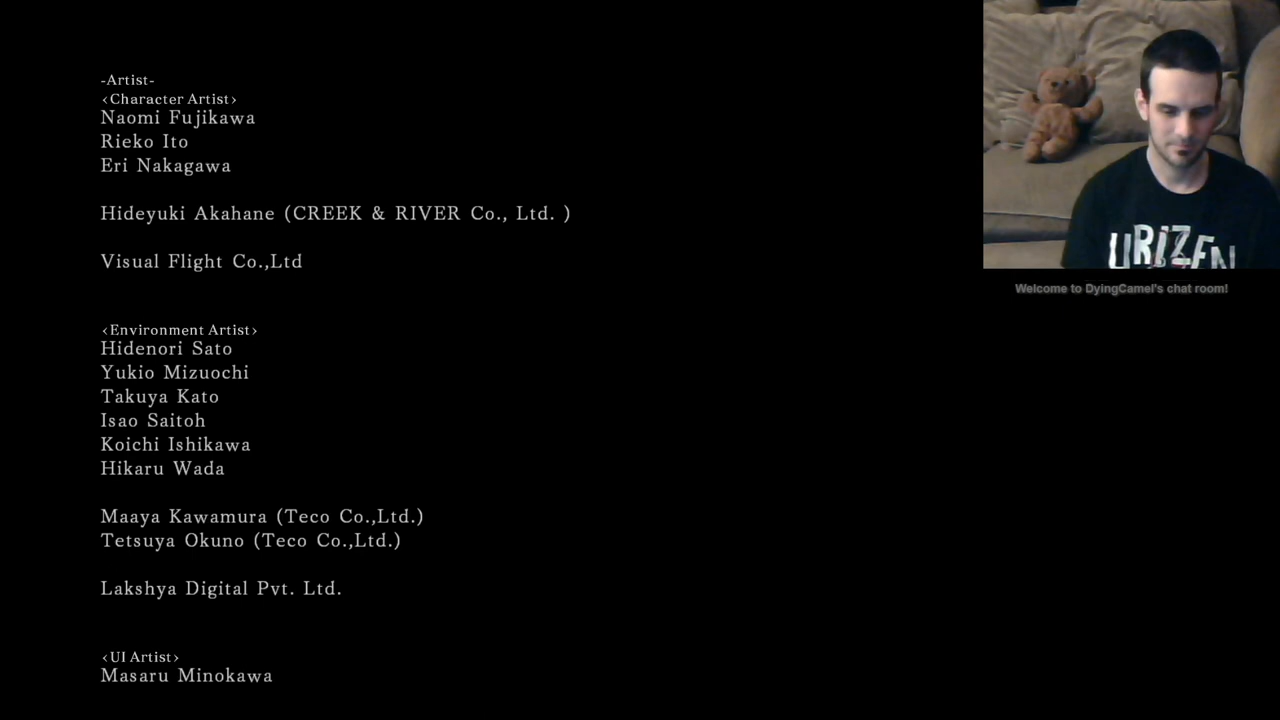 -Artist-
<Character Artist>
Naomi Fujikawa
Rieko Ito
Eri Nakagawa
Hideyuki Akahane (CREEK & RIVER Co., Ltd. )
Visual Flight Co.,Ltd
<Environment Artist>
Hidenori Sato
Yukio Mizuochi
Takuya Kato
Isao Saitoh
Koichi Ishikawa
Hikaru Wada
Maaya Kawamura (Teco Co.,Ltd.)
Tetsuya Okuno (Teco Co.,Ltd.)
Lakshya Digital Pvt. Ltd.
<UI Artist>
Masaru Minokawa
URIZEN
Welcome to DyingCamel's chat room!